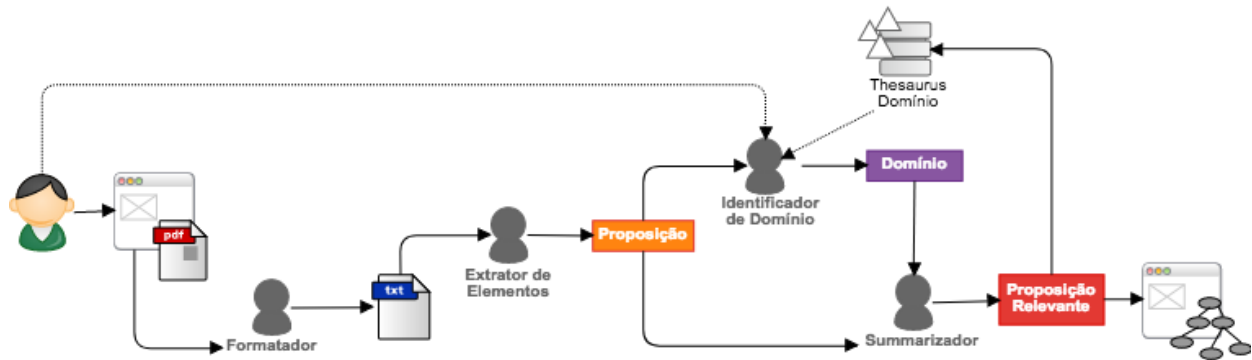 Thesaurus
Domínio
Domínio
Identificador
de Domínio
pdf
Proposição
Extrator de
Elementos
txt
Proposição
Relevante
Formatador
Summarizador